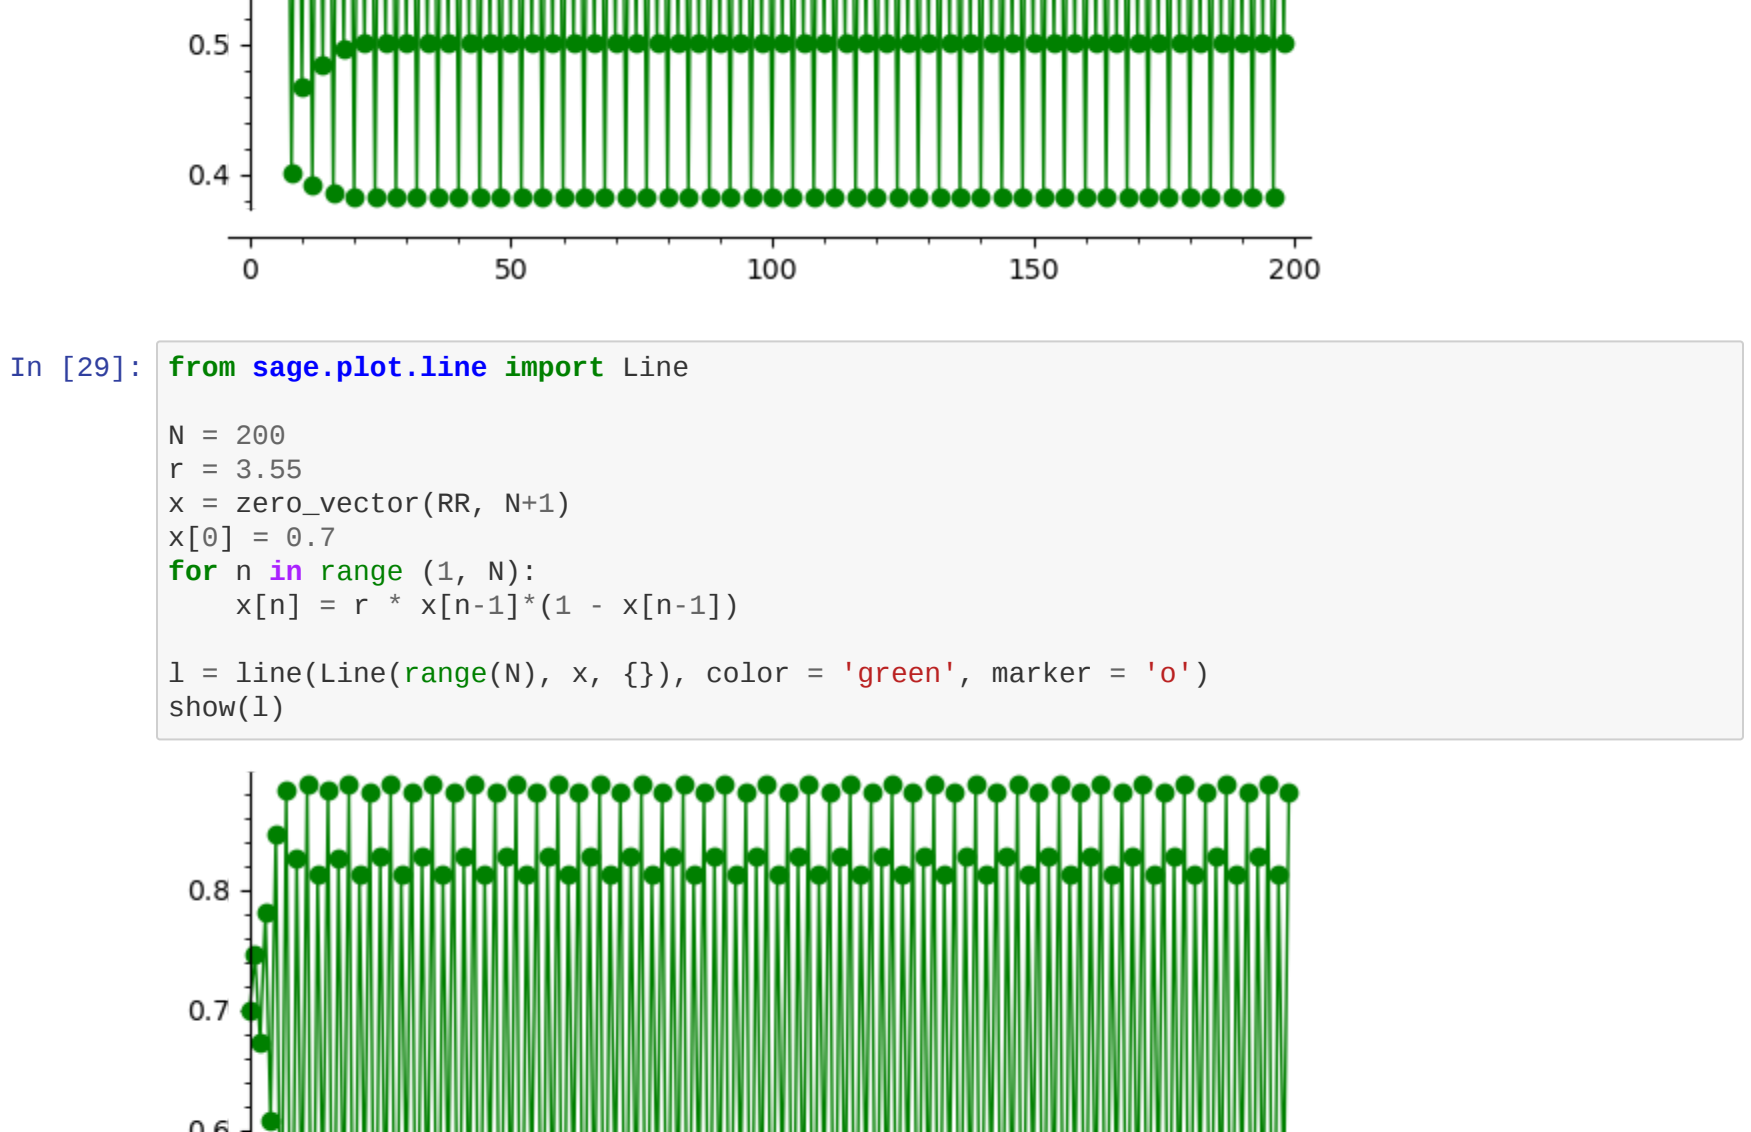 0.5
0.4
0 50 100 150 200
In [29]: from sage.plot.line import Line
N = 200
r = 3.55
x = zero_vector(RR, N+1)
x[0] = 0.7
for n in range (1, N):
    x[n] = r * x[n-1]*(1 - x[n-1])
l = line(Line(range(N), x, {}), color = 'green', marker = 'o')
show(l)
0.8
0.7
0.6